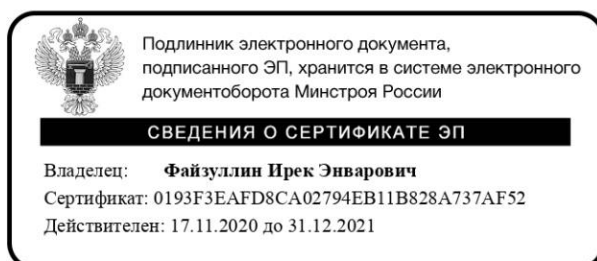 Подлинник электронного документа,
подписанного ЭП, хранится в системе электронного
документоборота Минстроя России
СВЕДЕНИЯ О СЕРТИФИКАТЕ ЭП
Владелец: Файзуллин Ирек Энварович
Сертификат: 0193F3EAFD8CA02794EB11B828A737AF52
Действителен: 17.11.2020 до 31.12.2021